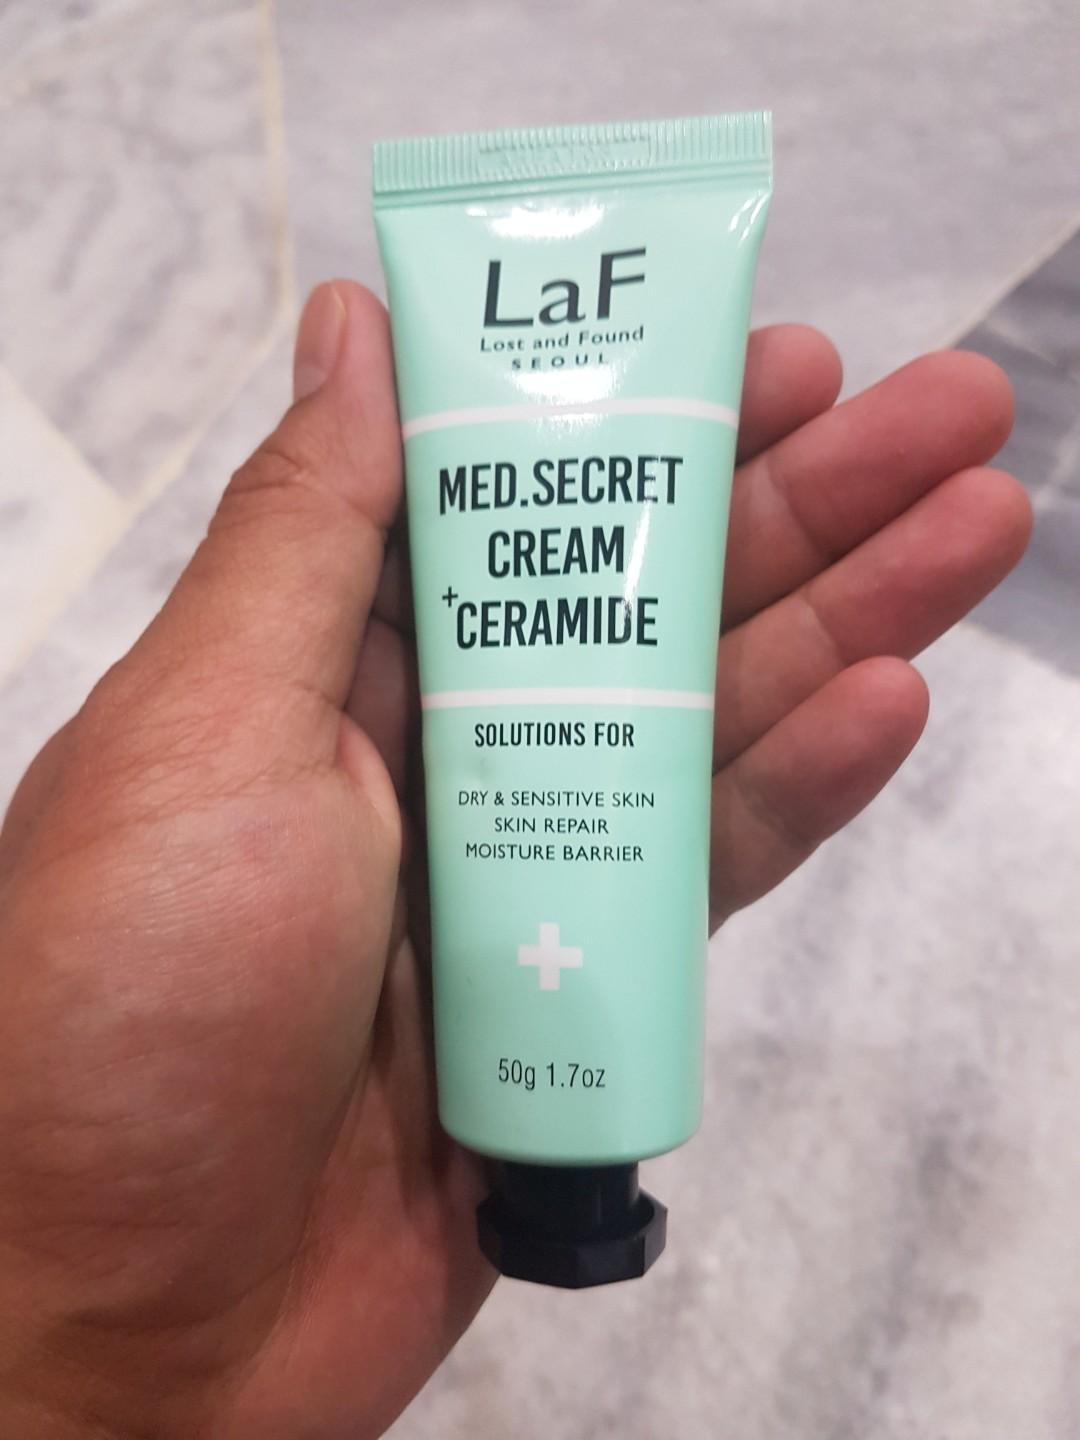 LaF
Lost and Found
SEOUL
MED.SECRET
CREAM
+CERAMIDE
SOLUTIONS FOR
DRY & SENSITIVE SKIN
SKIN REPAIR
MOISTURE BARRIER
50g 1.7oz